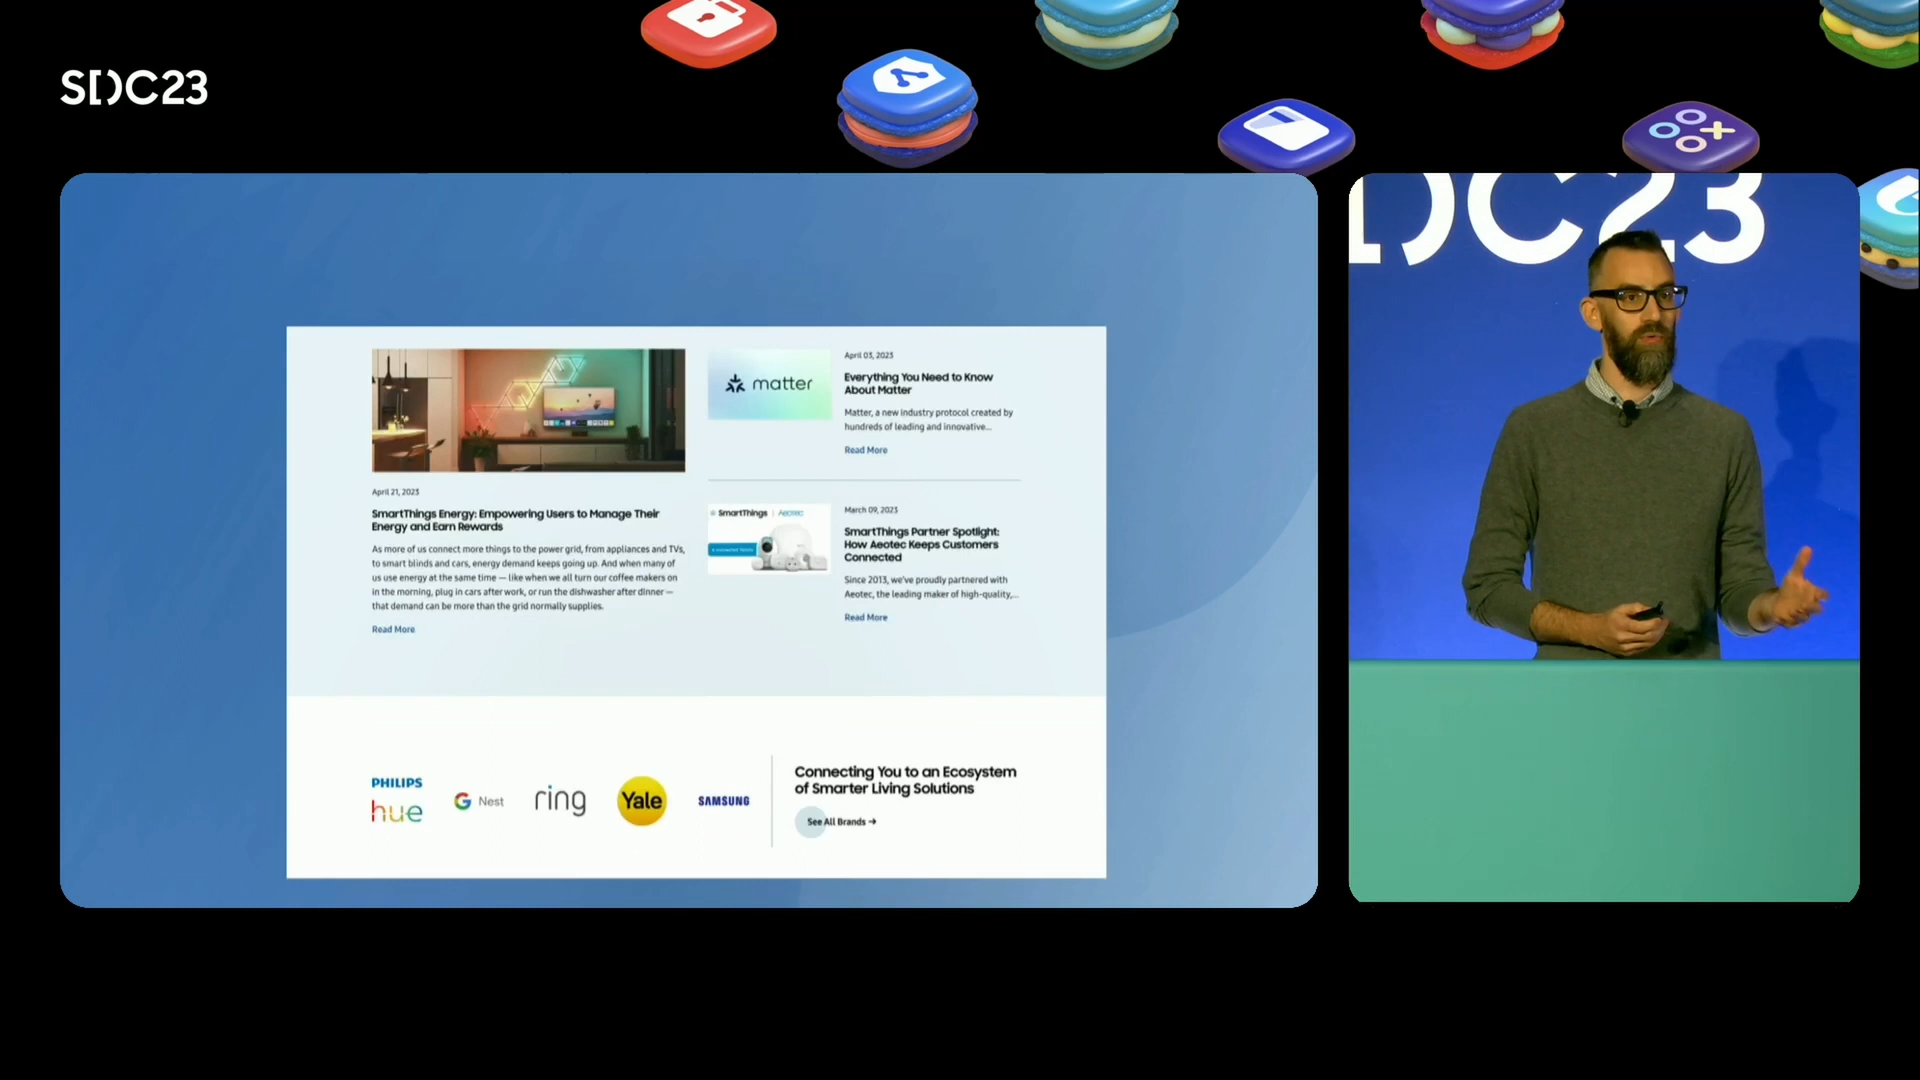 SDC23
DC23
April 21, 2023
SmartThings Energy: Empowering Users to Manage Their
Energy and Earn Rewards
As more of us connect more things to the power grid, from appliances and TVs,
to smart blinds and cars, energy demand keeps going up. And when many of
us use energy at the same time — like when we all turn our coffee makers on
in the morning, plug in cars after work, or run the dishwasher after dinner —
that demand can be more than the grid normally supplies.
Read More
matter
April 03, 2023
Everything You Need to Know
About Matter
Matter, a new industry protocol created by
hundreds of leading and innovative...
Read More
SmartThings | Aeotec
March 09, 2023
SmartThings Partner Spotlight:
How Aeotec Keeps Customers
Connected
Since 2013, we've proudly partnered with
Aeotec, the leading maker of high-quality,...
Read More
PHILIPS
hue
G Nest
ring
Yale
SAMSUNG
Connecting You to an Ecosystem
of Smarter Living Solutions
See All Brands →